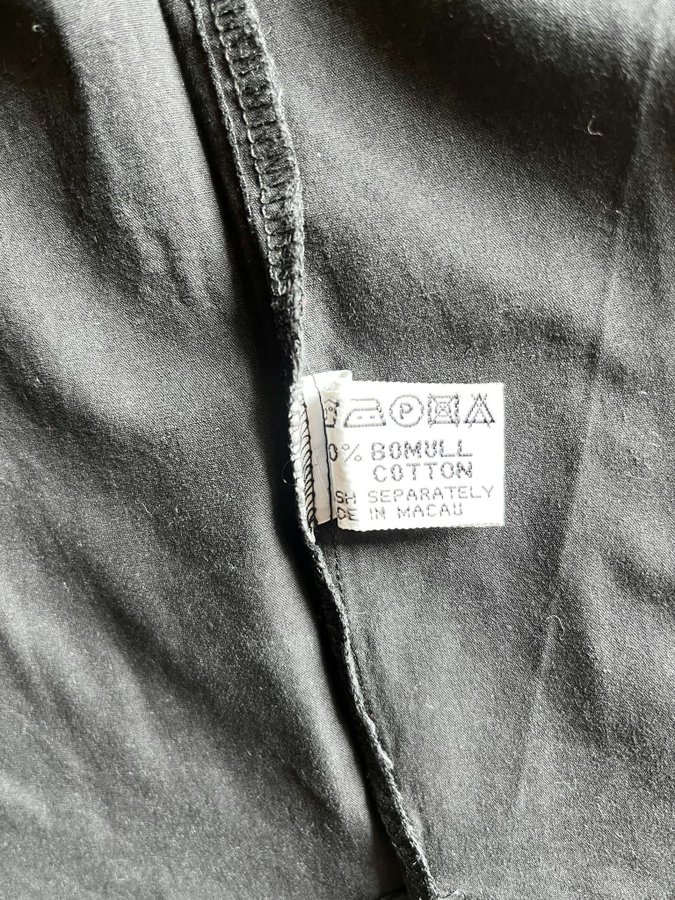 P
0% BOMULL
COTTON
SH SEPARATELY
DE IN MACAU